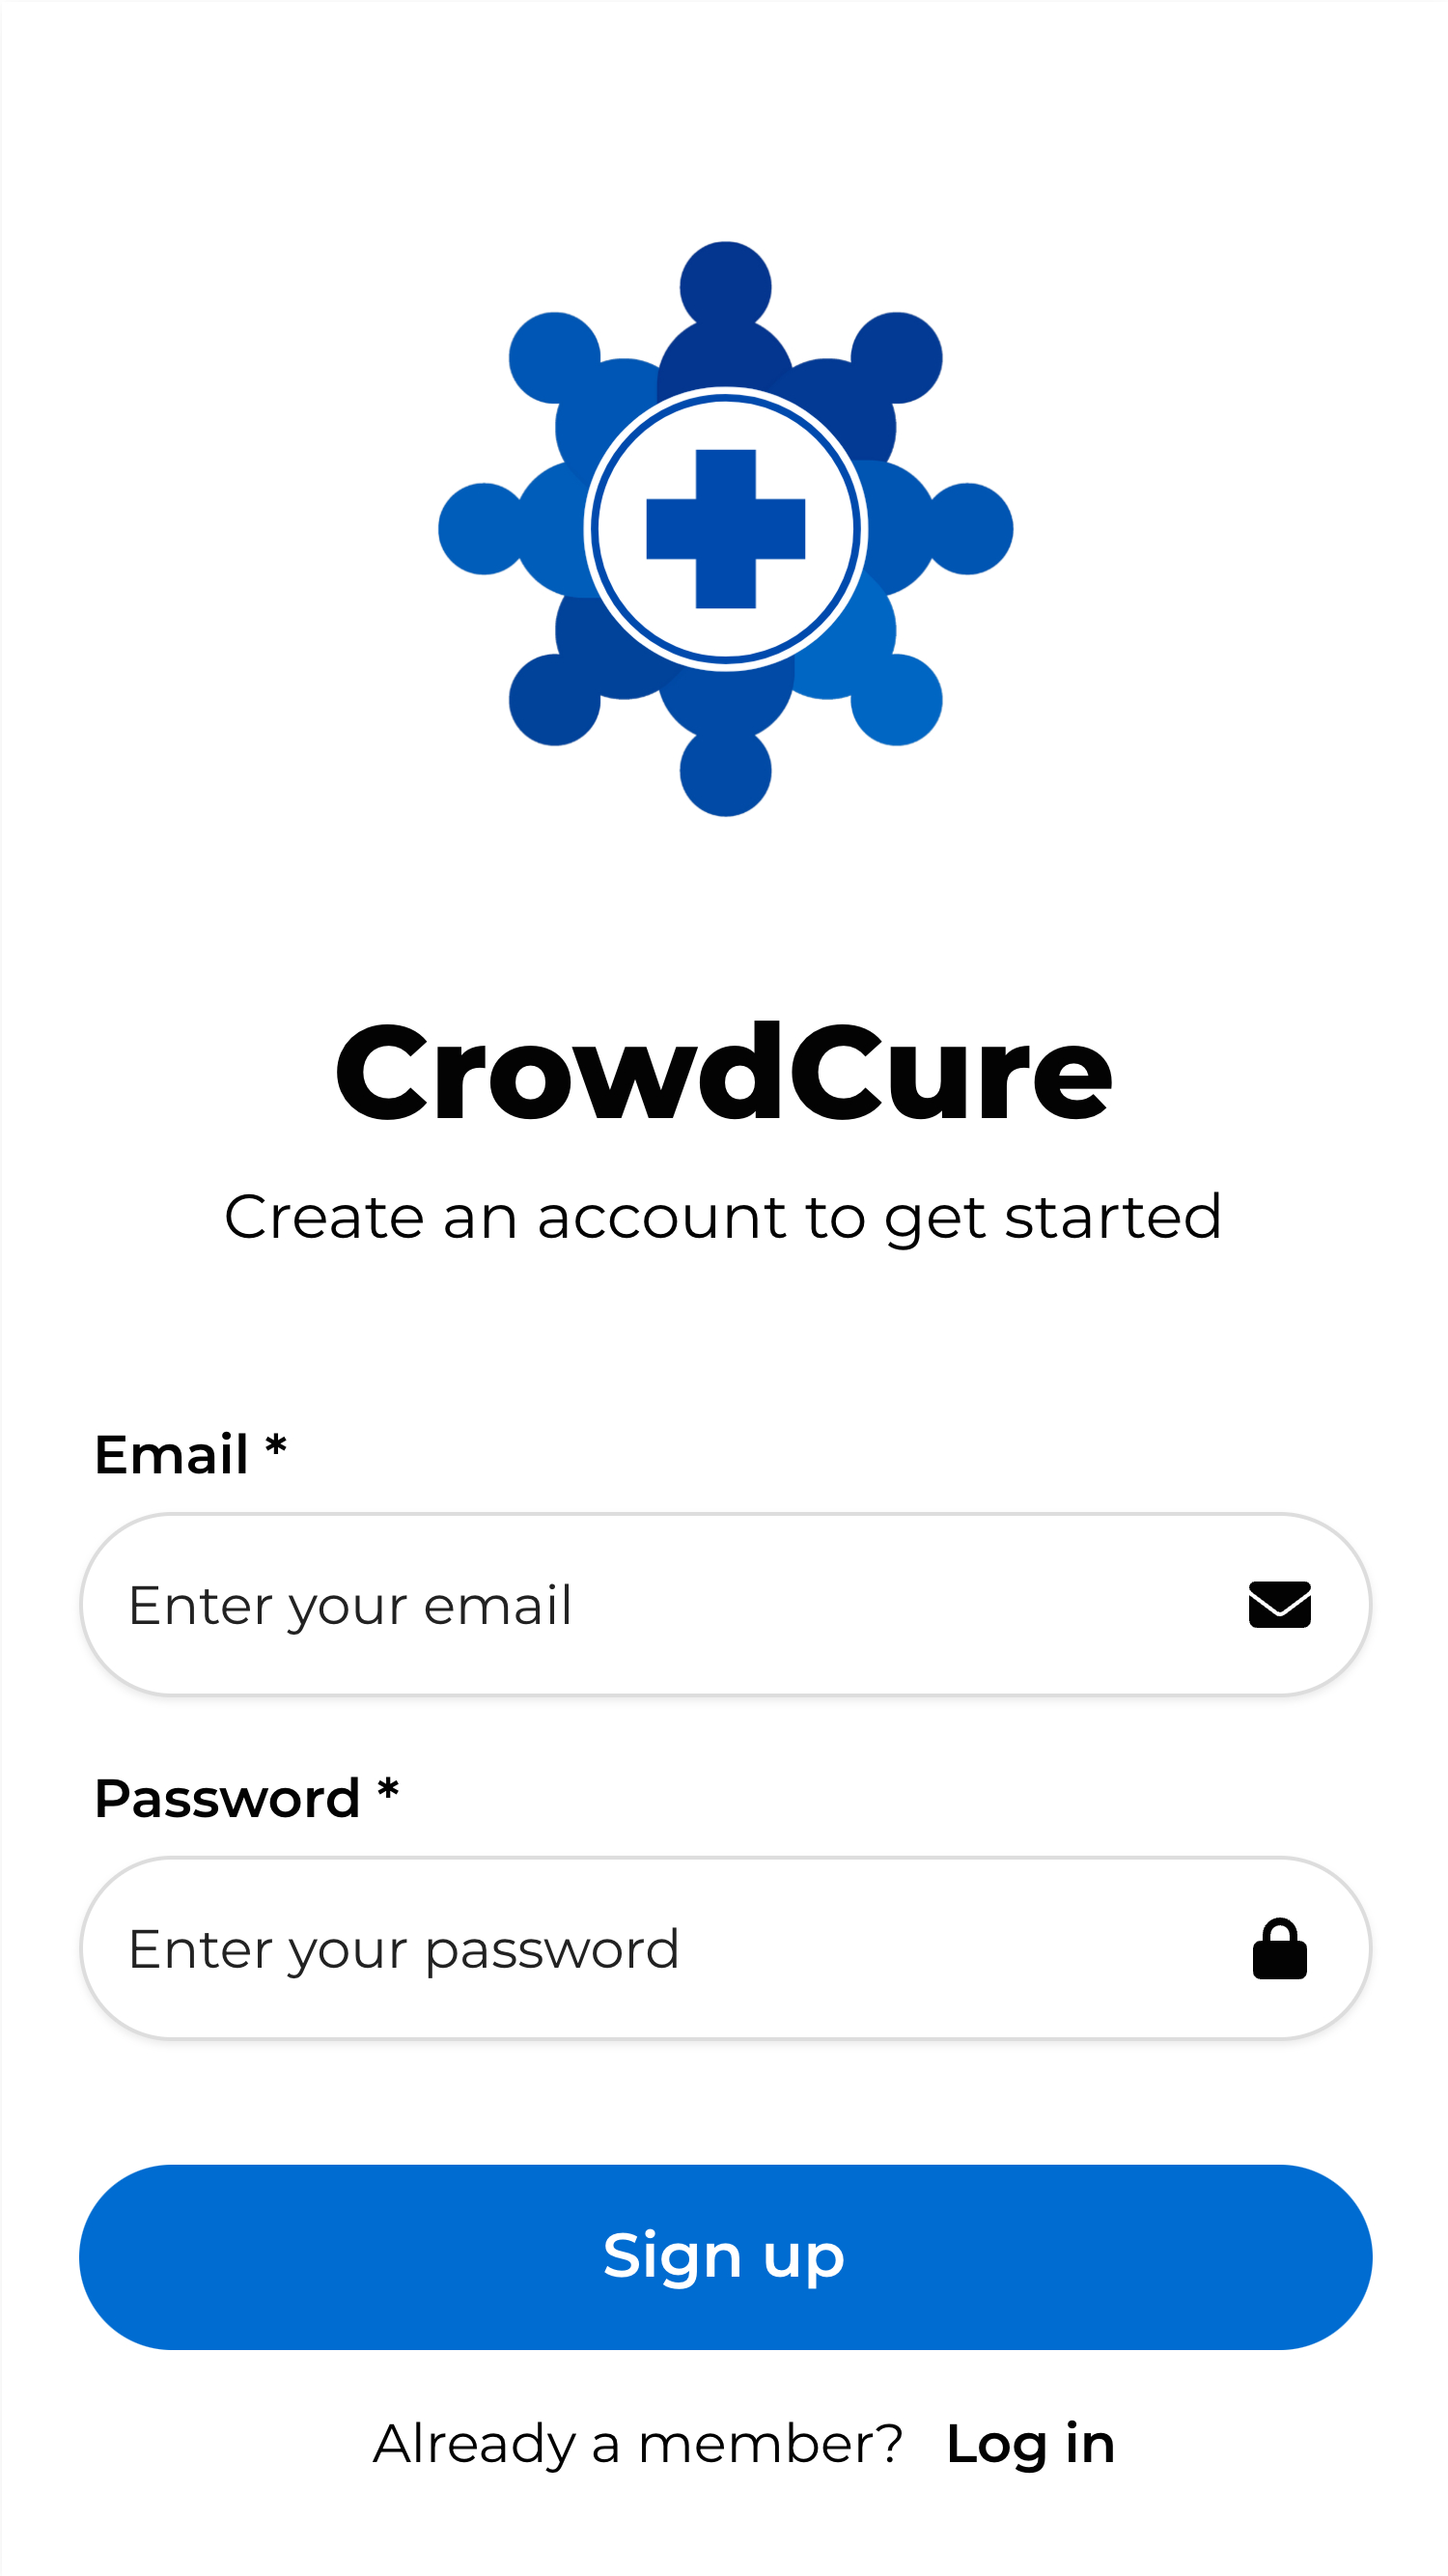 CrowdCure
Create an account to get started
Email *
Enter your email
Password *
Enter your password
Sign up
Already a member? Log in